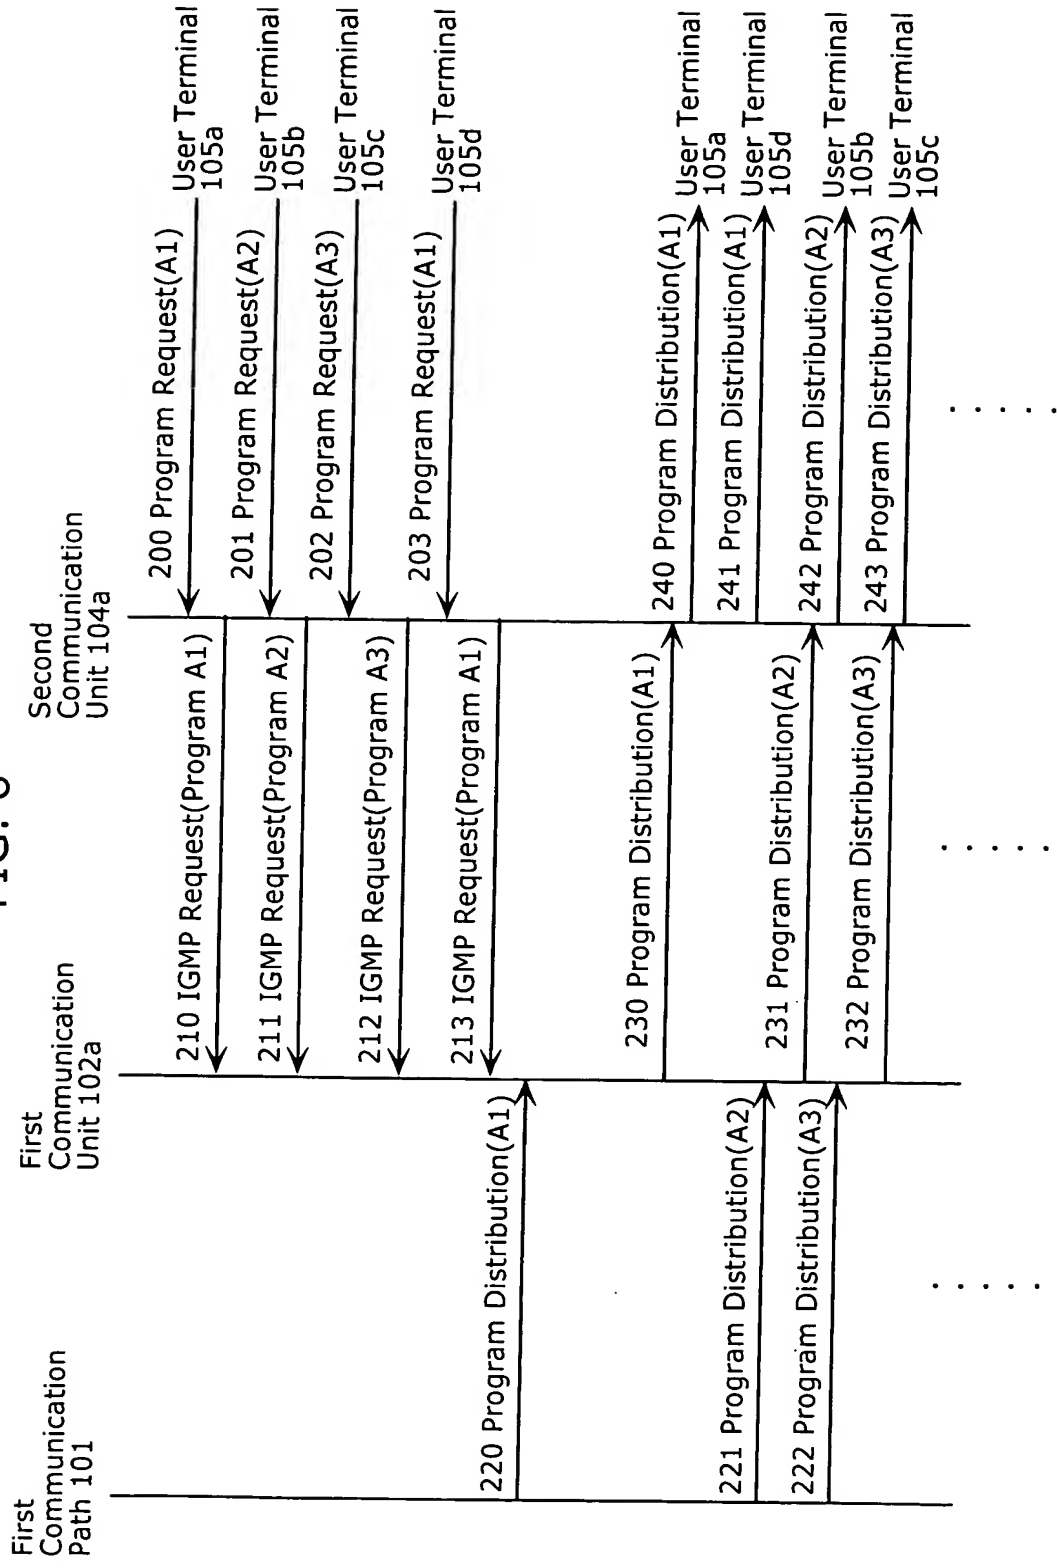 FIG.
First
Communication
Path 101
First
Communication
Unit 102a
Second
Communication
Unit 104a
200 Program Request(A1)
User Terminal
105a
210 IGMP Request(Program A1)
201 Program Request(A2)
User Terminal
105b
211 IGMP Request(Program A2)
202 Program Request(A3)
User Terminal
105c
212 IGMP Request(Program A3)
203 Program Request(A1)
User Terminal
105d
213 IGMP Request(Program A1)
220 Program Distribution(A1)
230 Program Distribution(A1)
240 Program Distribution(A1)
User Terminal
105a
241 Program Distribution(A1)
User Terminal
105d
221 Program Distribution(A2)
231 Program Distribution(A2)
242 Program Distribution(A2)
User Terminal
105b
222 Program Distribution(A3)
232 Program Distribution(A3)
243 Program Distribution(A3)
User Terminal
105c